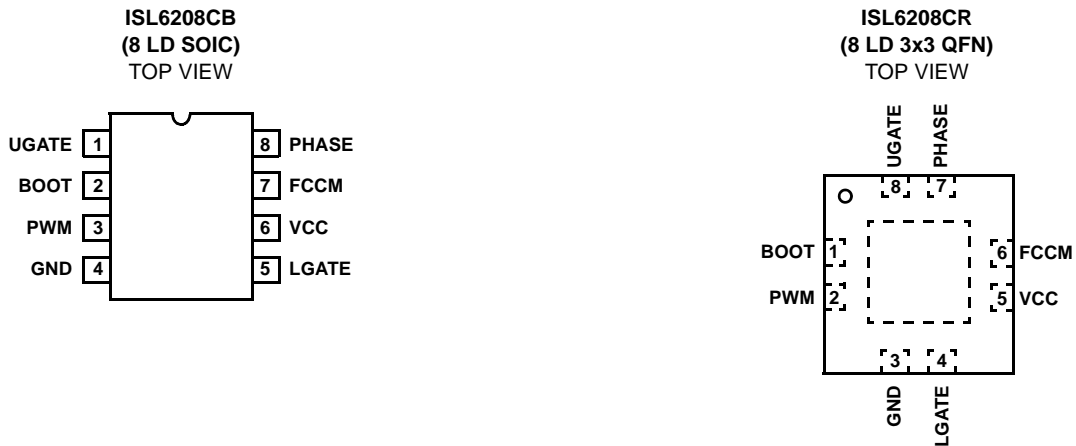 ISL6208CB
(8 LD SOIC)
TOP VIEW
UGATE 1
BOOT 2
PWM 3
GND 4
8 PHASE
7 FCCM
6 VCC
5 LGATE
ISL6208CR
(8 LD 3x3 QFN)
TOP VIEW
UGATE
PHASE
8 7
BOOT 1
PWM 2
6 FCCM
5 VCC
3 4
GND
LGATE